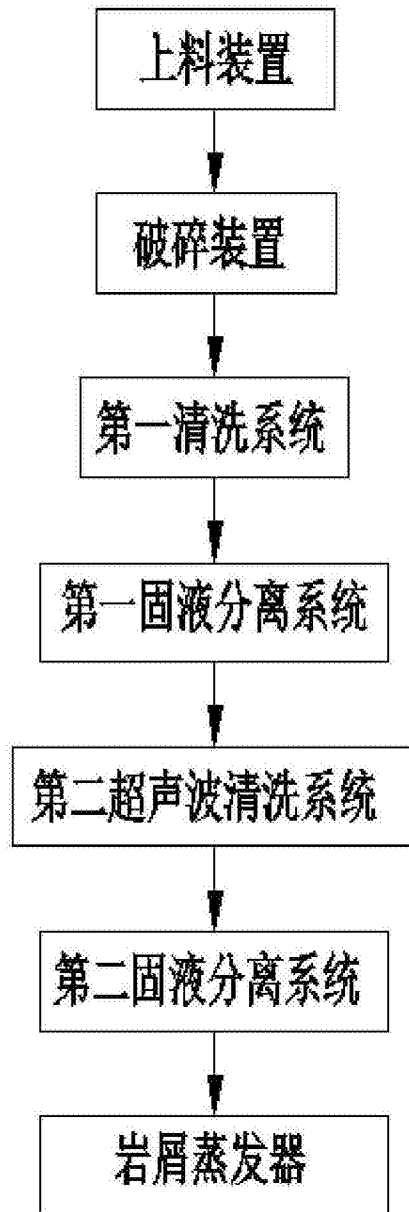 上料装置
破碎装置
第一清洗系统
第一固液分离系统
第二超声波清洗系统
第二固液分离系统
岩屑蒸发器